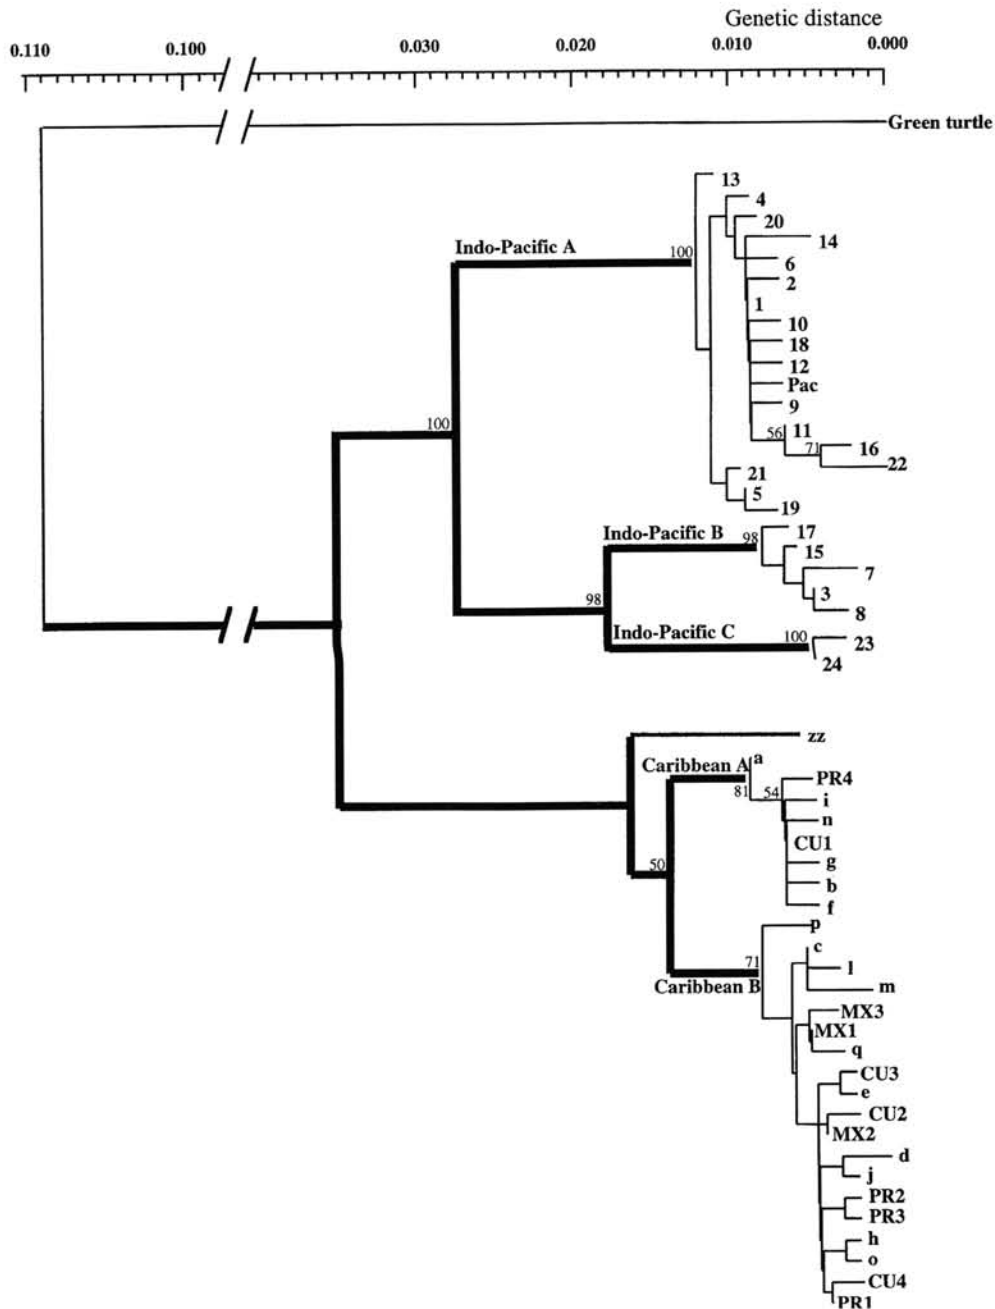 Genetic distance
0.110 0.100 0.030 0.020 0.010 0.000
Green turtle
13
4
20
14
Indo-Pacific A 100
6
2
1
10
18
12
Pac
9
100
56 11
71 16
22
21
5
19
Indo-Pacific B 98 17
15
7
3
98
8
Indo-Pacific C 100 23
24
zz
a
Caribbean A
PR4
81 54
i
n
CU1
g
50
b
f
p
c
71 l
Caribbean B m
MX3
MX1
q
CU3
e
CU2
MX2
d
j
PR2
PR3
h
o
CU4
PR1